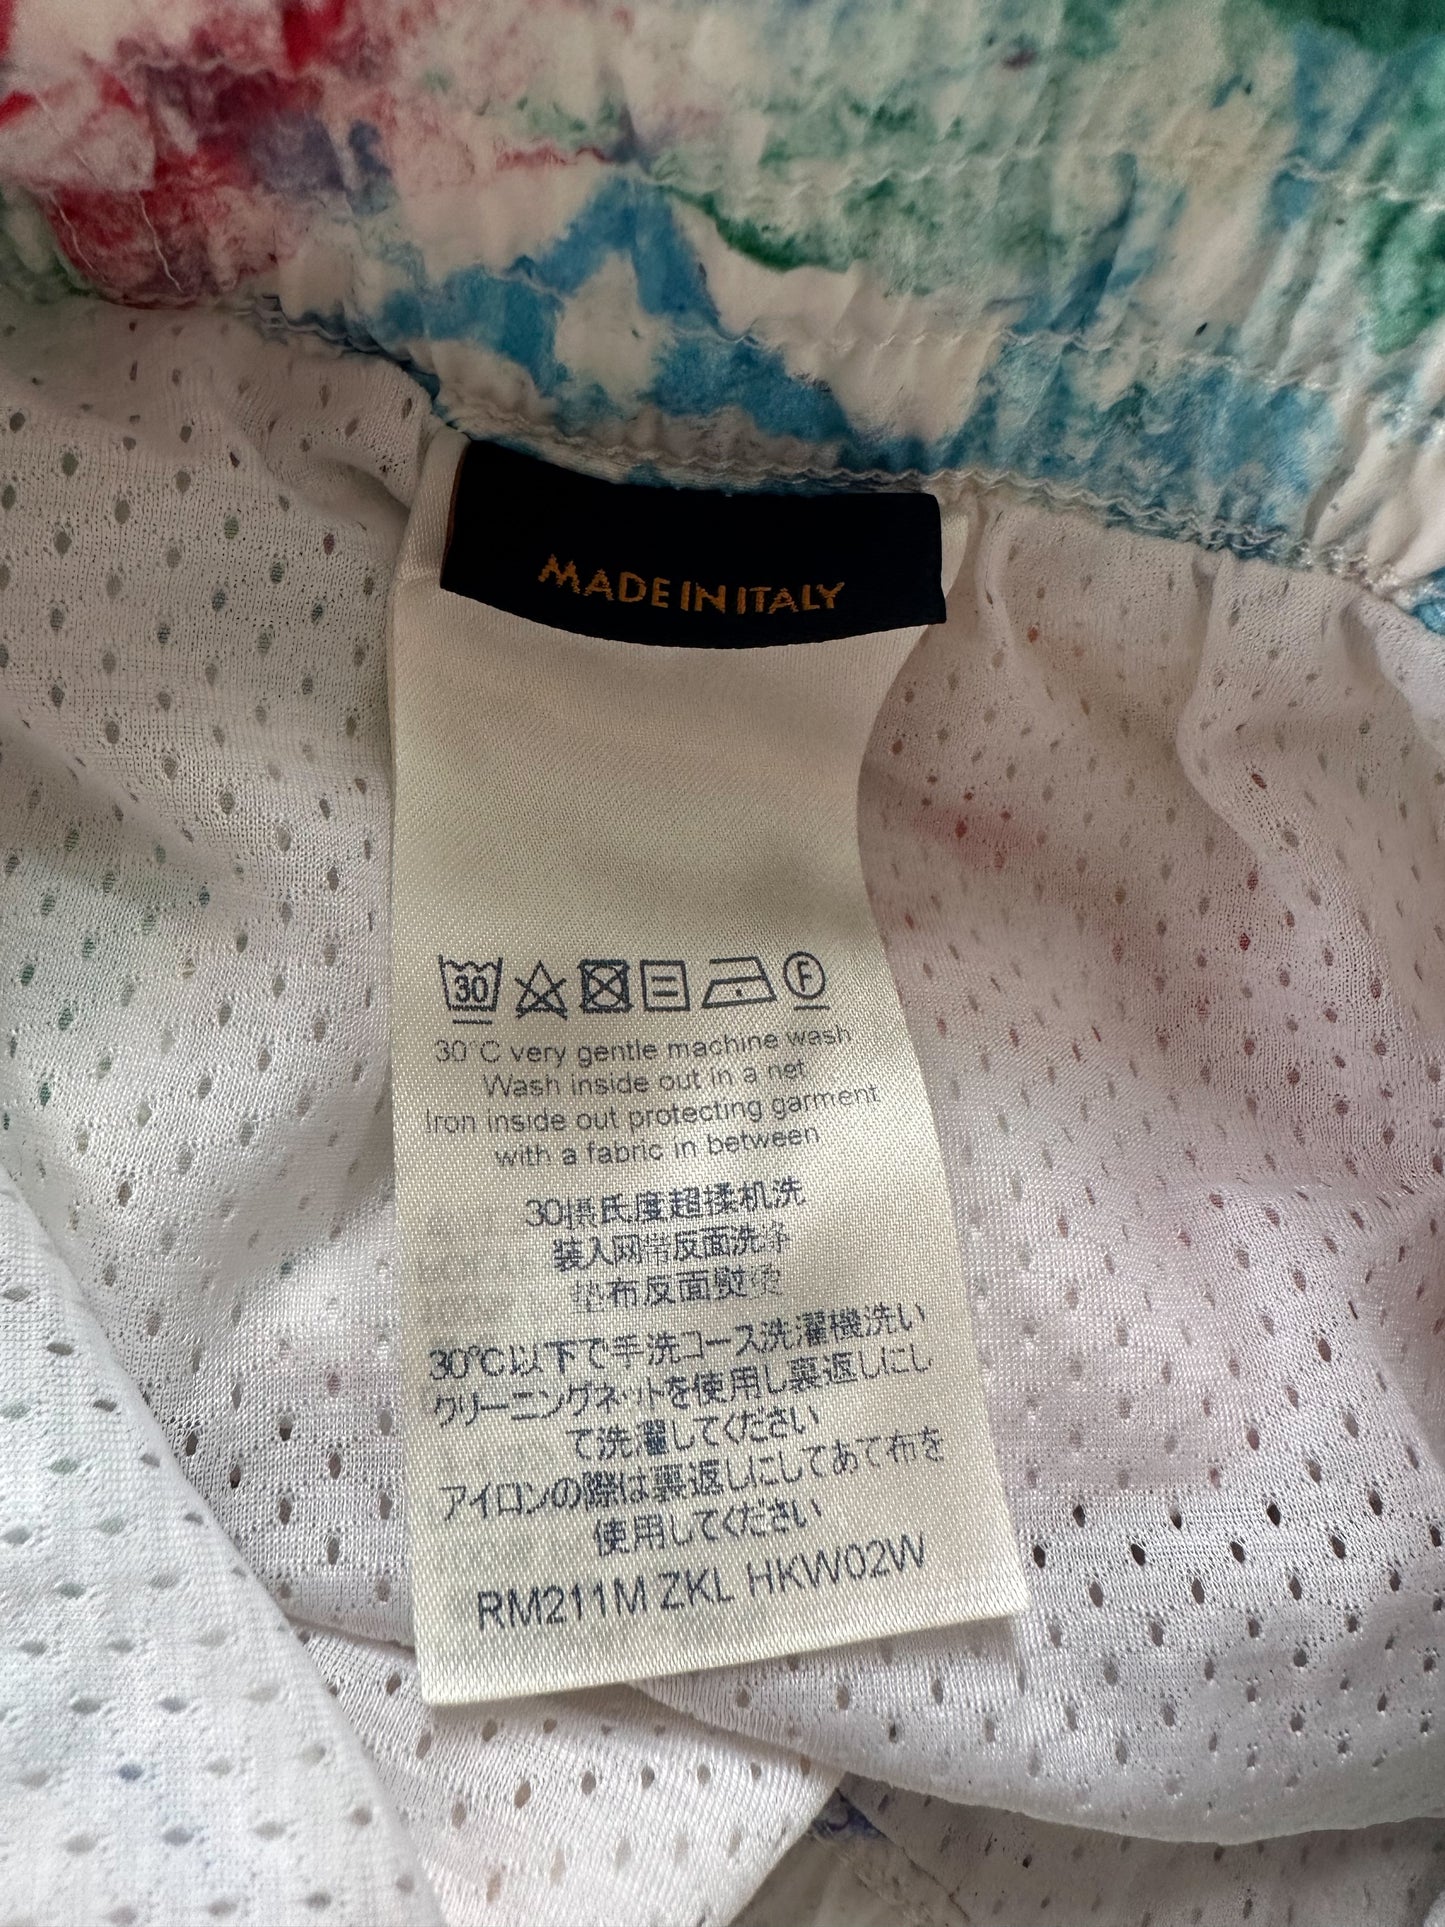 MADE IN ITALY
30
F
30°C very gentle machine wash
Wash inside out in a net
Iron inside out protecting garment
with a fabric in between
30摄氏度超揉机洗
装入网常反面洗净
垫布反面熨烫
30℃以下で手洗コース洗濯機洗い
クリーニングネットを使用し裏返しにし
て洗濯してください
アイロンの際は裏返しにしてあて布を
使用してください
RM211M ZKL HKW02W